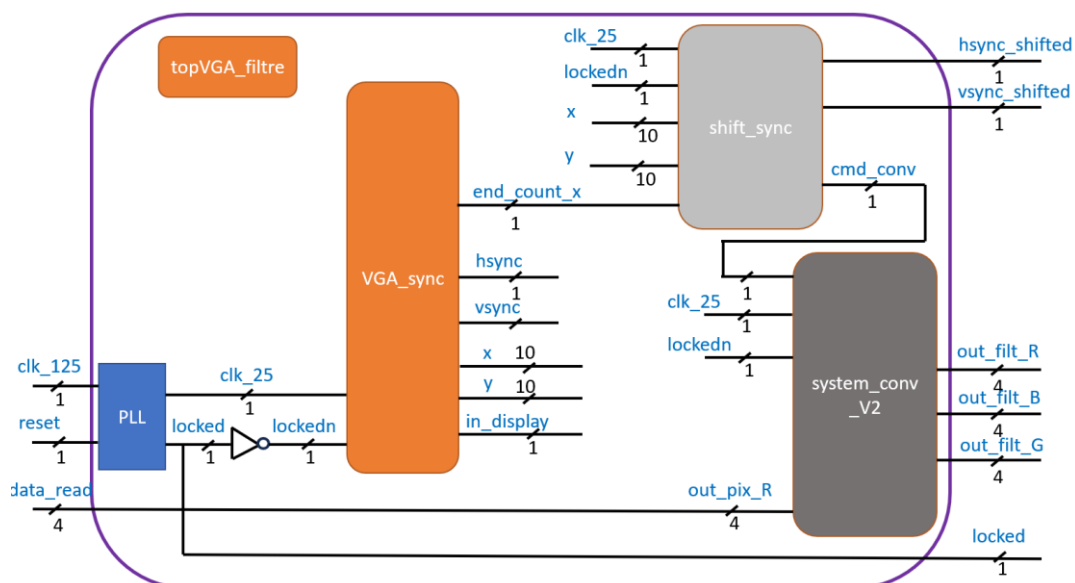 topVGA_filtre
clk_25
1
lockedn
1
x
10
y
10
shift_sync
hsync_shifted
1
vsync_shifted
1
cmd_conv
1
VGA_sync
end_count_x
1
hsync
1
vsync
x
10
y
10
in_display
1
clk_125
1
reset
1
PLL
clk_25
1
locked
1
lockedn
1
1
clk_25
1
lockedn
1
system_conv
_V2
out_filt_R
4
out_filt_B
4
out_filt_G
4
data_read
4
out_pix_R
4
locked
1